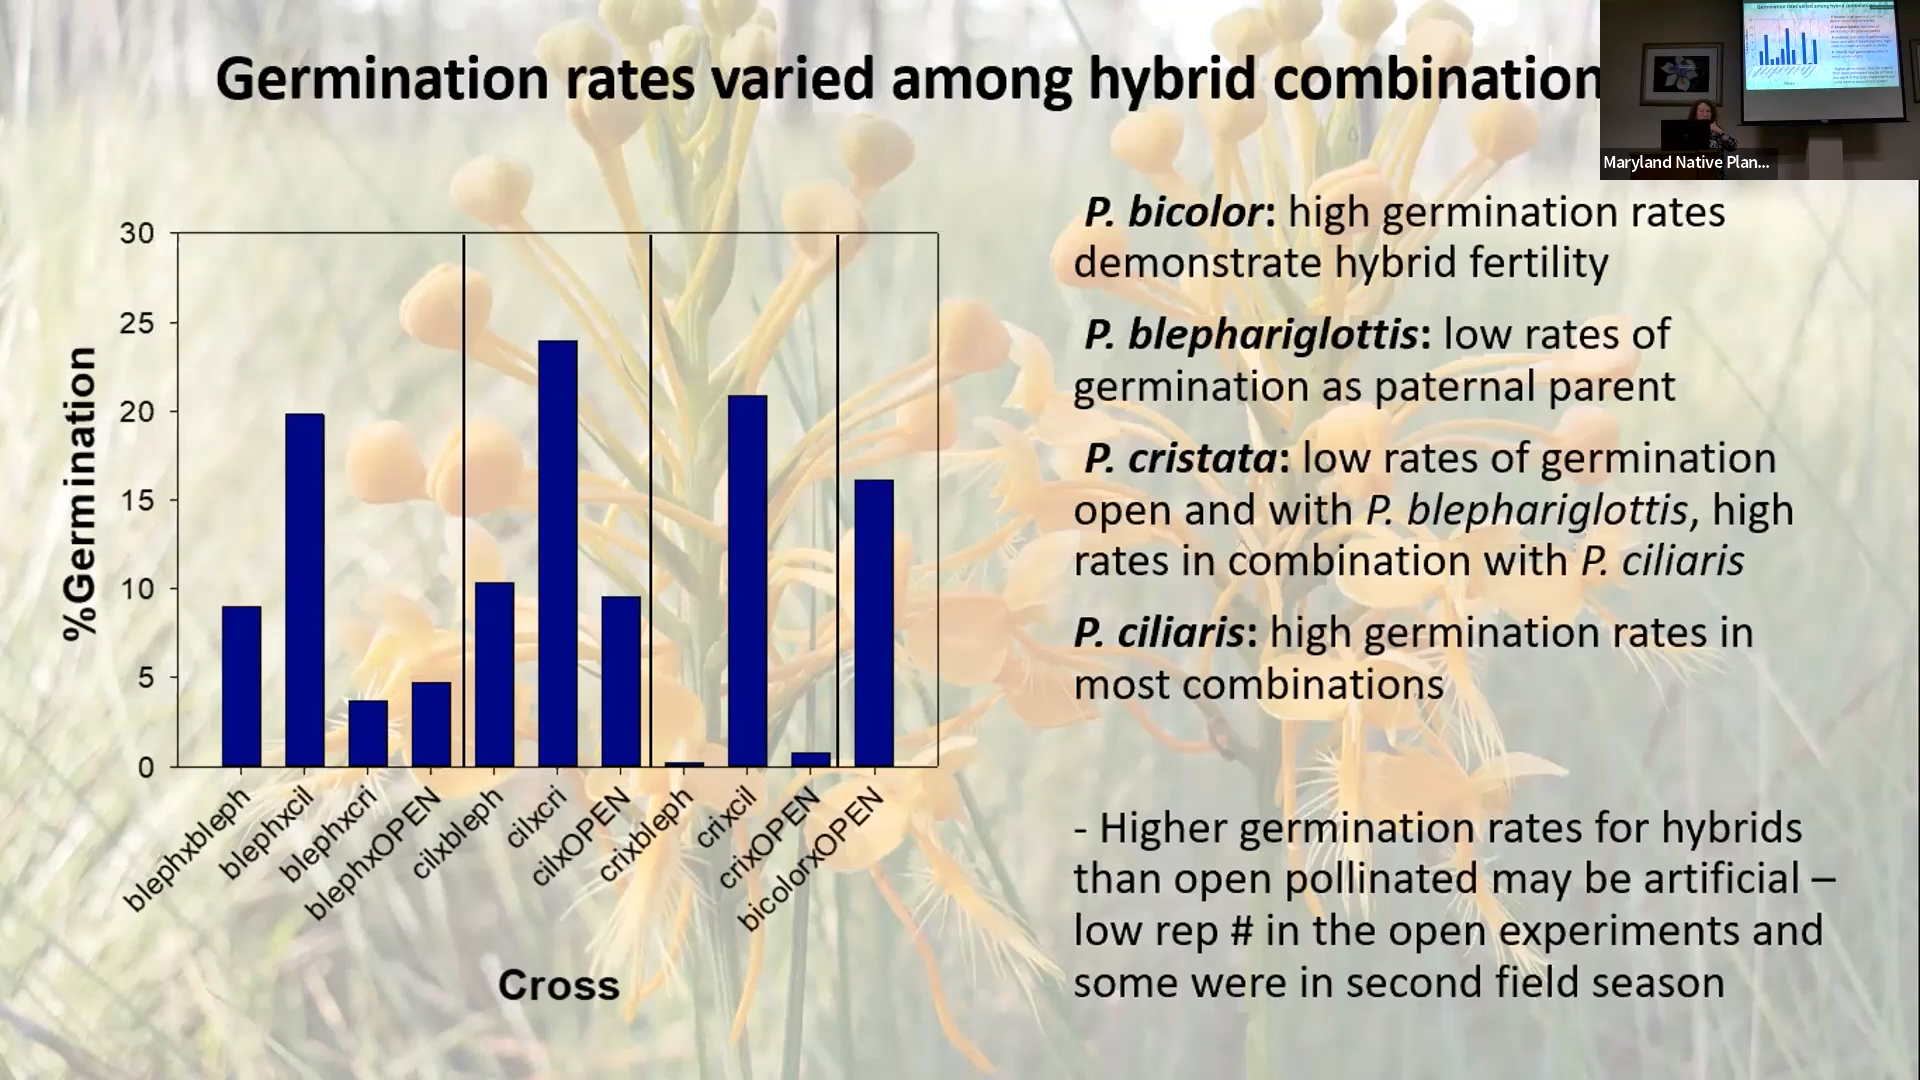 Germination rates varied among hybrid combination
Maryland Native Plan...
P. bicolor: high germination rates
demonstrate hybrid fertility
P. blephariglottis: low rates of
germination as paternal parent
P. cristata: low rates of germination
open and with P. blephariglottis, high
rates in combination with P. ciliaris
P. ciliaris: high germination rates in
most combinations
- Higher germination rates for hybrids
than open pollinated may be artificial –
low rep # in the open experiments and
some were in second field season
%Germination
30
25
20
15
10
5
0
blephxbleph
blephxcil
blephxcri
blephxOPEN
cilxbleph
cilxcri
cilxOPEN
crixbleph
crixcil
crixOPEN
bicolorxOPEN
Cross